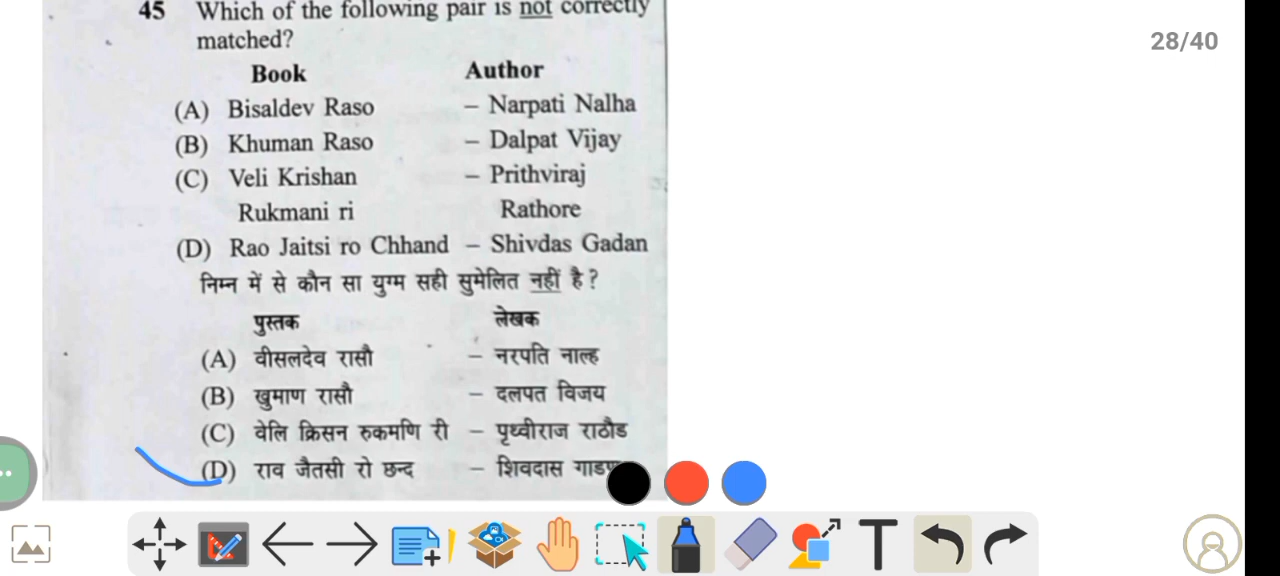 28/40
45 Which of the following pair is not correctly
matched?
Book Author
(A) Bisaldev Raso – Narpati Nalha
(B) Khuman Raso – Dalpat Vijay
(C) Veli Krishan – Prithviraj
Rukmani ri Rathore
(D) Rao Jaitsi ro Chhand – Shivdas Gadan
निम्न में से कौन सा युग्म सही सुमेलित नहीं है ?
पुस्तक लेखक
(A) वीसलदेव रासौ – नरपति नाल्ह
(B) खुमाण रासौ – दलपत विजय
(C) वेलि क्रिसन रुकमणि री – पृथ्वीराज राठौड
(D) राव जैतसी रो छन्द – शिवदास
T